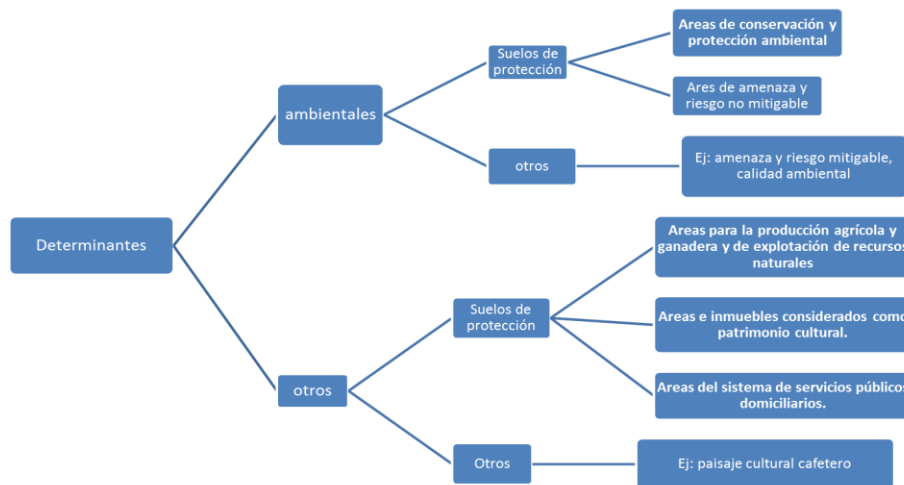 Areas de conservación y
protección ambiental
Suelos de
protección
Ares de amenaza y
riesgo no mitigable
ambientales
otros
Ej: amenaza y riesgo mitigable,
calidad ambiental
Determinantes
Areas para la producción agrícola y
ganadera y de explotación de recursos
naturales
Suelos de
protección
Areas e inmuebles considerados como
patrimonio cultural.
otros
Areas del sistema de servicios públicos
domiciliarios.
Otros
Ej: paisaje cultural cafetero